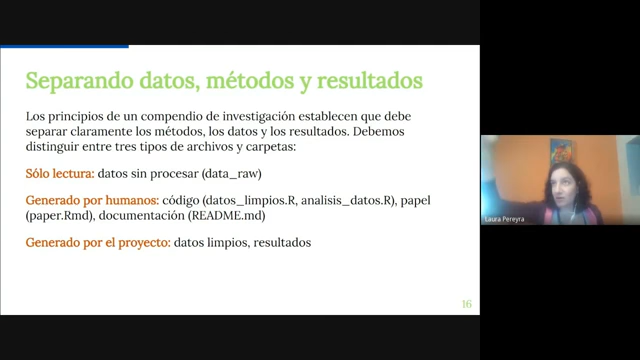 Separando datos, métodos y resultados
Los principios de un compendio de investigación establecen que debe
separar claramente los métodos, los datos y los resultados. Debemos
distinguir entre tres tipos de archivos y carpetas:
Sólo lectura: datos sin procesar (data_raw)
Generado por humanos: código (datos_limpios.R, analisis_datos.R), papel
(paper.Rmd), documentación (README.md)
Generado por el proyecto: datos limpios, resultados
16
Laura Pereyra